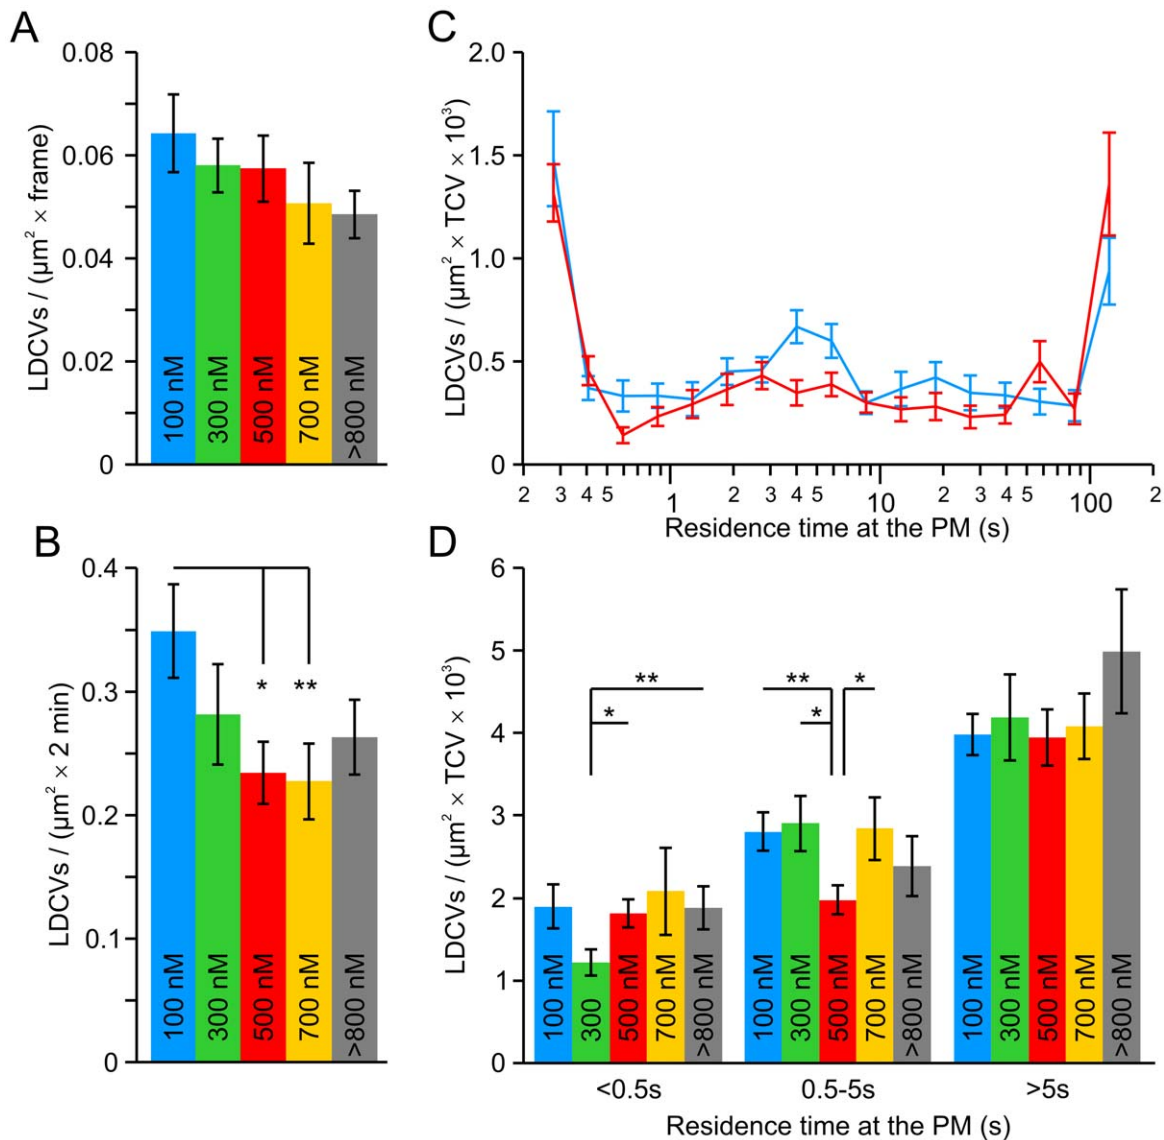 A
0.08
0.06
0.04
0.02
0
LDCVs / (µm² × frame)
100 nM
300 nM
500 nM
700 nM
>800 nM
C
2.0
1.5
1.0
0.5
0
LDCVs / (µm² × TCV × 10³)
2 3 4 5 1 2 3 4 5 10 2 3 4 5 100 2
Residence time at the PM (s)
B
0.4
0.3
0.2
0.1
0
LDCVs / (µm² × 2 min)
* **
100 nM
300 nM
500 nM
700 nM
>800 nM
D
6
5
4
3
2
1
0
LDCVs / (µm² × TCV × 10³)
** ** *
* *
100 nM
300
500 nM
700 nM
>800 nM
100 nM
300 nM
500 nM
700 nM
>800 nM
100 nM
300 nM
500 nM
700 nM
>800 nM
<0.5s 0.5-5s >5s
Residence time at the PM (s)